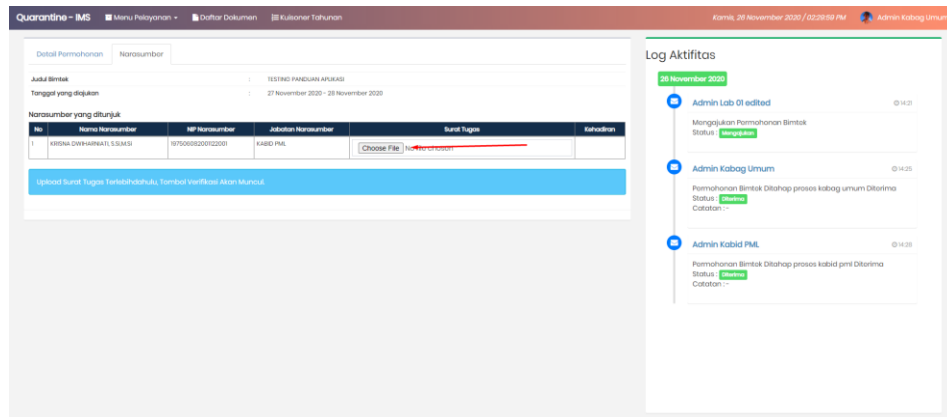 Quarantine - IMS Menu Pelayanan Daftar Dokumen Kuisoner Tahunan Kamis, 26 November 2020 / 02:29:59 PM Admin Kabag Umum
Detail Permohonan Narasumber
Judul Bimtek : TESTING PANDUAN APLIKASI
Tanggal yang diajukan : 27 November 2020 - 28 November 2020
Narasumber yang ditunjuk
No Nama Narasumber NIP Narasumber Jabatan Narasumber Surat Tugas Kehadiran
1 KRISNA DWIHARNIATI, S.SI,M.SI 197506082001122001 KABID PML Choose File No file chosen
Upload Surat Tugas Terlebihdahulu, Tombol Verifikasi Akan Muncul.
Log Aktifitas
26 November 2020
Admin Lab 01 edited 14:21
Mengajukan Permohonan Bimtek
Status : Mengajukan
Admin Kabag Umum 14:25
Permohonan Bimtek Ditahap proses kabag umum Diterima
Status : Diterima
Catatan : -
Admin Kabid PML 14:28
Permohonan Bimtek Ditahap proses kabid pml Diterima
Status : Diterima
Catatan : -